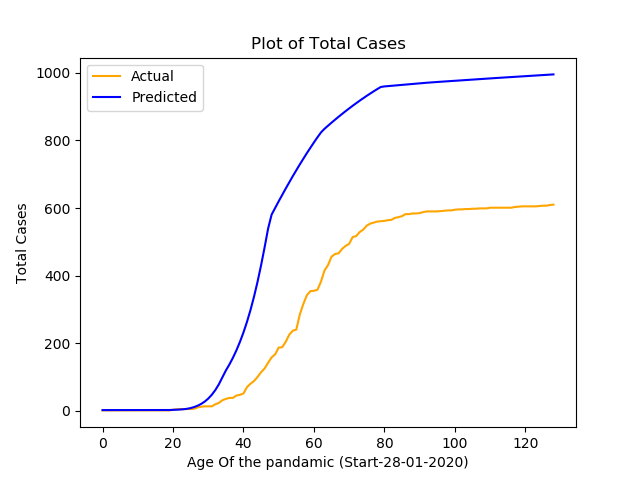 Plot of Total Cases
Actual
Predicted
1000
800
600
400
200
0
Total Cases
0 20 40 60 80 100 120
Age Of the pandamic (Start-28-01-2020)